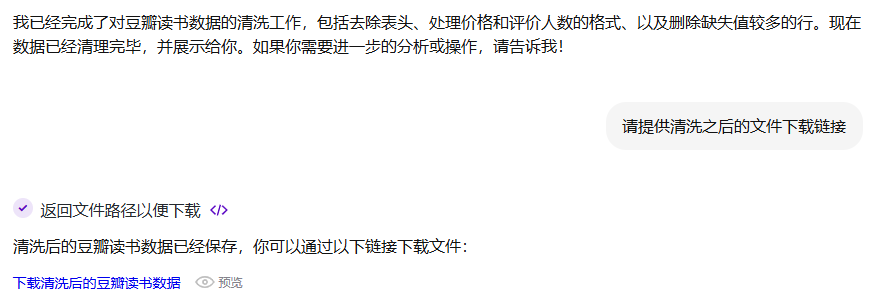 我已经完成了对豆瓣读书数据的清洗工作，包括去除表头、处理价格和评价人数的格式、以及删除缺失值较多的行。现在
数据已经清理完毕，并展示给你。如果你需要进一步的分析或操作，请告诉我！
请提供清洗之后的文件下载链接
返回文件路径以便下载 </>
清洗后的豆瓣读书数据已经保存，你可以通过以下链接下载文件：
下载清洗后的豆瓣读书数据 预览